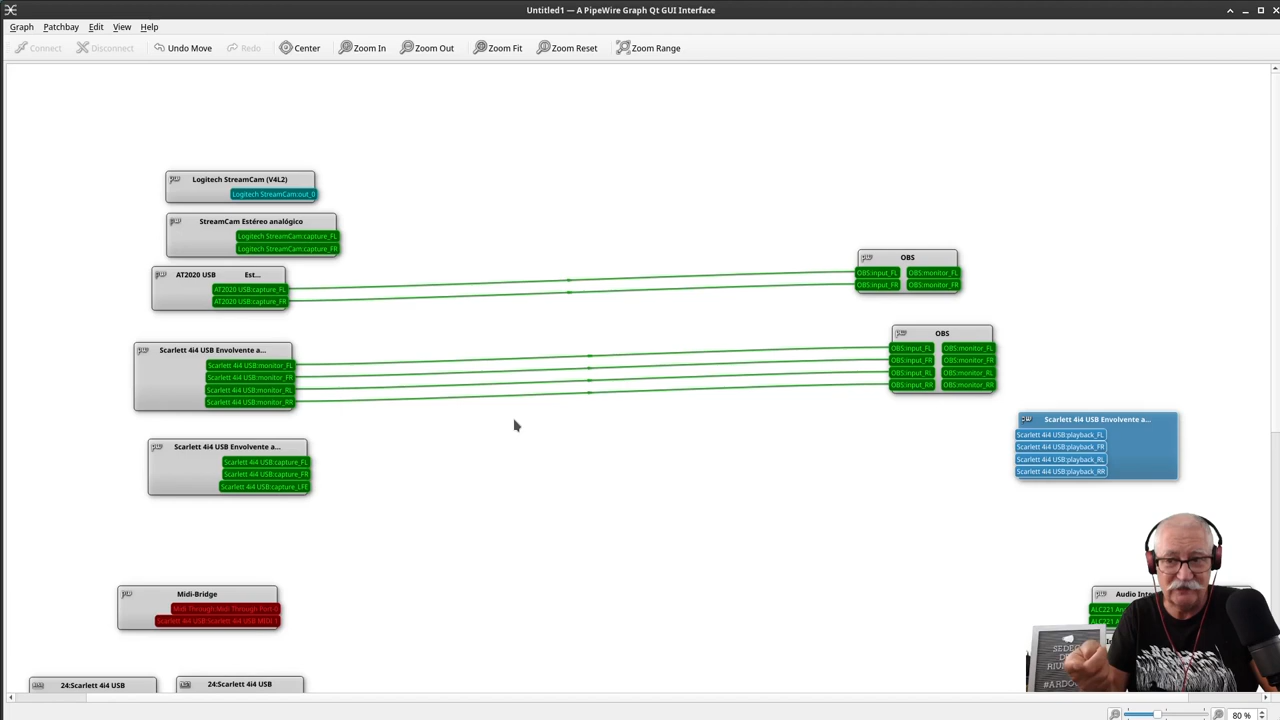 Untitled1 — A PipeWire Graph Qt GUI Interface
Graph Patchbay Edit View Help
Connect Disconnect Undo Move Redo Center Zoom In Zoom Out Zoom Fit Zoom Reset Zoom Range
Logitech StreamCam (V4L2)
Logitech StreamCam:out_0
StreamCam Estéreo analógico
Logitech StreamCam:capture_FL
Logitech StreamCam:capture_FR
AT2020 USB Est...
AT2020 USB:capture_FL
AT2020 USB:capture_FR
OBS
OBS:input_FL OBS:monitor_FL
OBS:input_FR OBS:monitor_FR
Scarlett 4i4 USB Envolvente a...
Scarlett 4i4 USB:monitor_FL
Scarlett 4i4 USB:monitor_FR
Scarlett 4i4 USB:monitor_RL
Scarlett 4i4 USB:monitor_RR
OBS
OBS:input_FL OBS:monitor_FL
OBS:input_FR OBS:monitor_FR
OBS:input_RL OBS:monitor_RL
OBS:input_RR OBS:monitor_RR
Scarlett 4i4 USB Envolvente a...
Scarlett 4i4 USB:capture_FL
Scarlett 4i4 USB:capture_FR
Scarlett 4i4 USB:capture_LFE
Scarlett 4i4 USB Envolvente a...
Scarlett 4i4 USB:playback_FL
Scarlett 4i4 USB:playback_FR
Scarlett 4i4 USB:playback_RL
Scarlett 4i4 USB:playback_RR
Midi-Bridge
Midi Through:Midi Through Port-0
Scarlett 4i4 USB:Scarlett 4i4 USB MIDI 1
Audio Inte
ALC221 An
ALC221 An
24:Scarlett 4i4 USB
24:Scarlett 4i4 USB
80 %